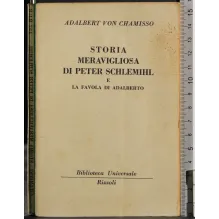 ADALBERT VON CHAMISSO
STORIA
MERAVIGLIOSA
DI PETER SCHLEMIHL
E
LA FAVOLA DI ADALBERTO
Biblioteca Universale
Rizzoli